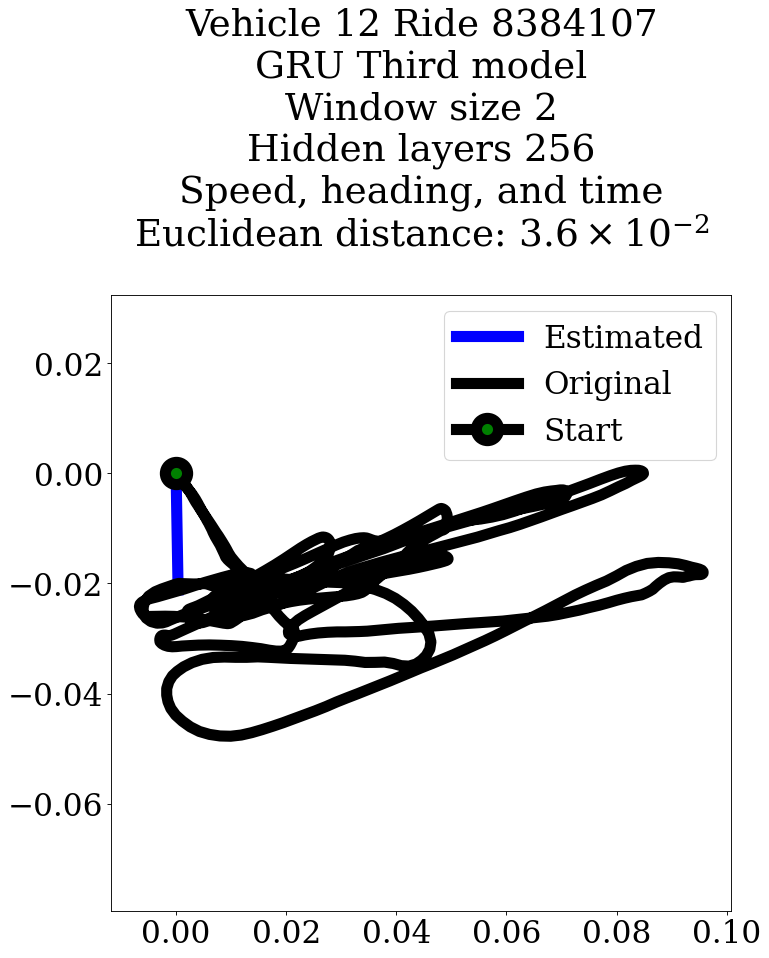 Vehicle 12 Ride 8384107
GRU Third model
Window size 2
Hidden layers 256
Speed, heading, and time
Euclidean distance: 3.6 × 10⁻²
Estimated
Original
Start
0.02
0.00
−0.02
−0.04
−0.06
0.00 0.02 0.04 0.06 0.08 0.10